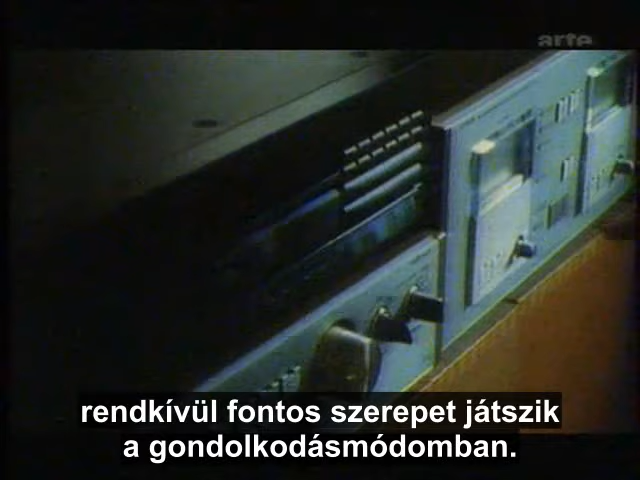 arte
rendkívül fontos szerepet játszik
a gondolkodásmódomban.